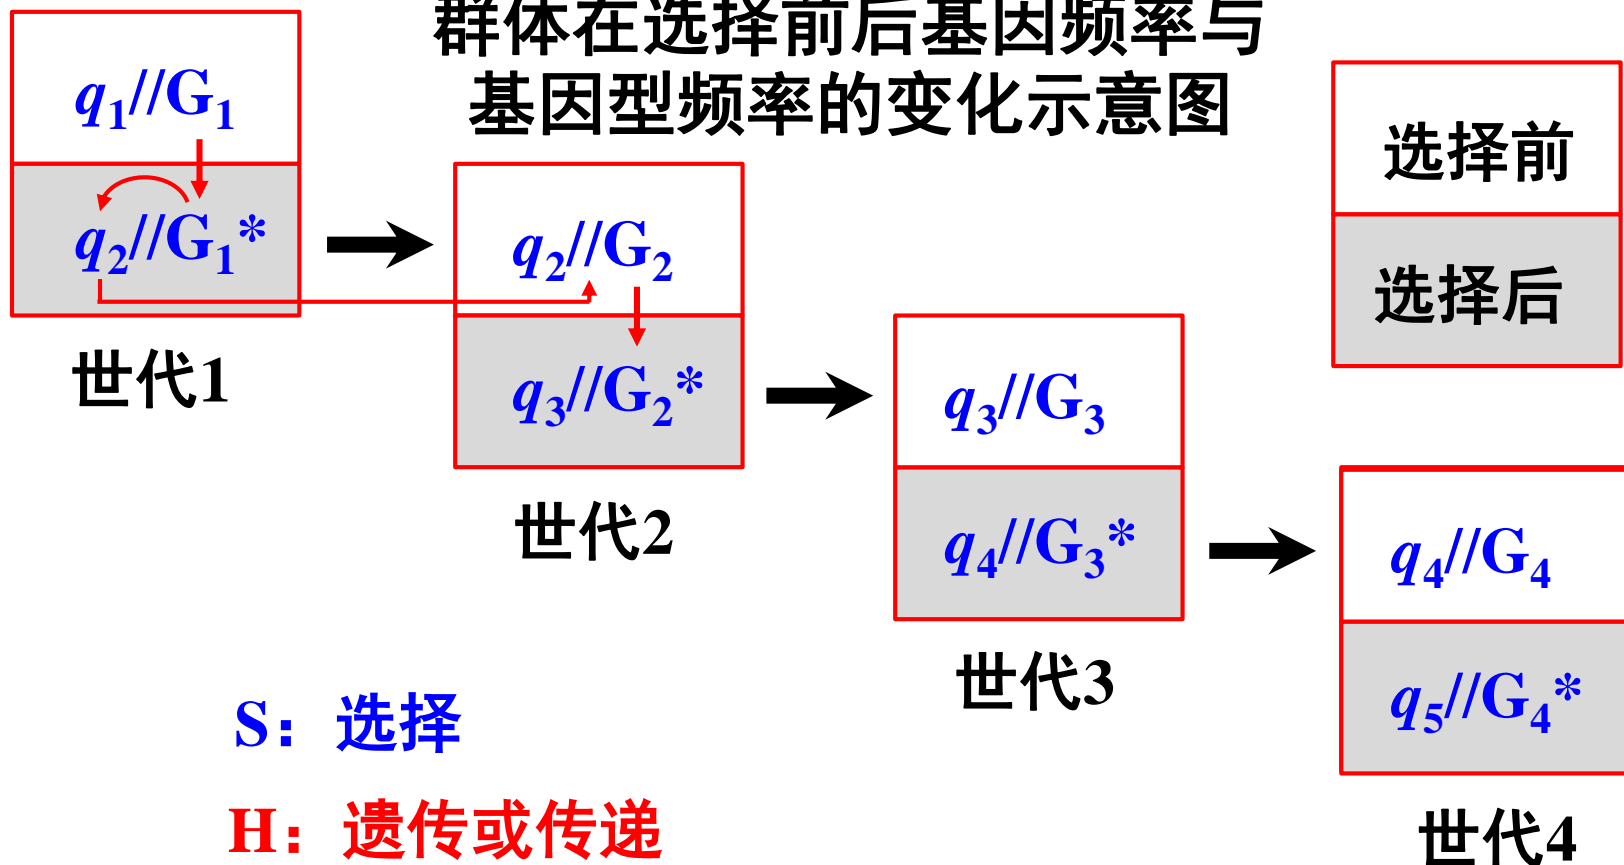 群体在选择前后基因频率与
基因型频率的变化示意图
q₁//G₁
q₂//G₁*
世代1
q₂//G₂
q₃//G₂*
世代2
q₃//G₃
q₄//G₃*
世代3
q₄//G₄
q₅//G₄*
世代4
选择前
选择后
S：选择
H：遗传或传递